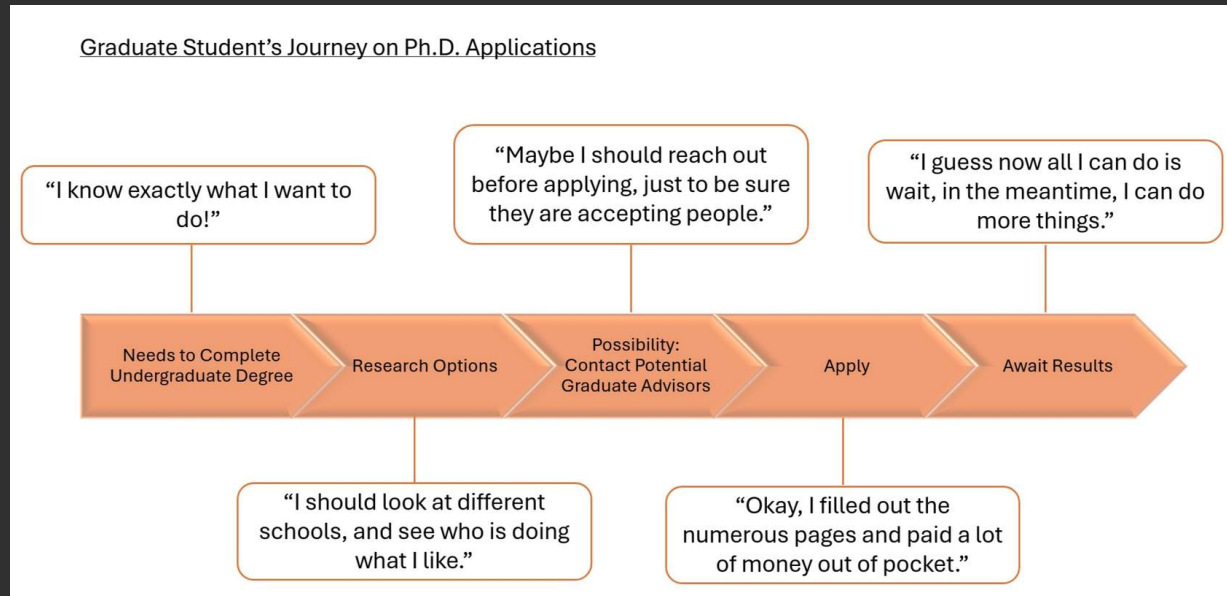 Graduate Student’s Journey on Ph.D. Applications
“I know exactly what I want to
do!”
“Maybe I should reach out
before applying, just to be sure
they are accepting people.”
“I guess now all I can do is
wait, in the meantime, I can do
more things.”
Needs to Complete
Undergraduate Degree
Research Options
Possibility:
Contact Potential
Graduate Advisors
Apply
Await Results
“I should look at different
schools, and see who is doing
what I like.”
“Okay, I filled out the
numerous pages and paid a lot
of money out of pocket.”